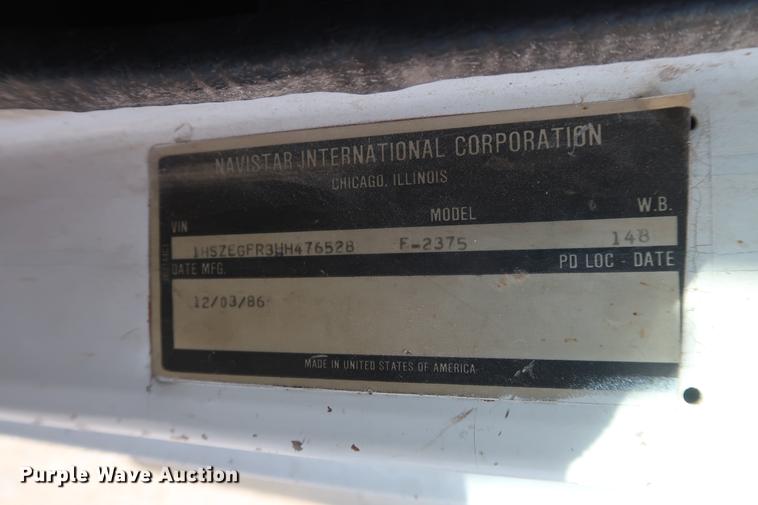 NAVISTAR INTERNATIONAL CORPORATION
CHICAGO, ILLINOIS
VIN MODEL W.B.
1HSZEGFR3HH476528 F-2375 148
DATE MFG. PD LOC - DATE
12/03/86
MADE IN UNITED STATES OF AMERICA
Purple Wave Auction